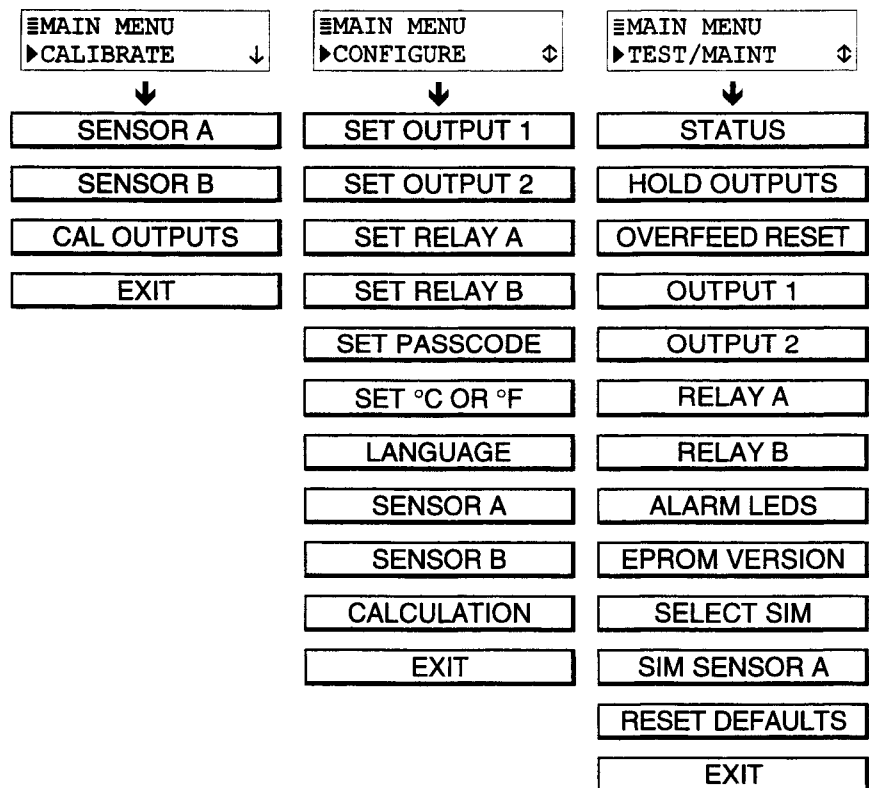 ≡MAIN MENU
▶CALIBRATE ↓
SENSOR A
SENSOR B
CAL OUTPUTS
EXIT
≡MAIN MENU
▶CONFIGURE ⇕
SET OUTPUT 1
SET OUTPUT 2
SET RELAY A
SET RELAY B
SET PASSCODE
SET °C OR °F
LANGUAGE
SENSOR A
SENSOR B
CALCULATION
EXIT
≡MAIN MENU
▶TEST/MAINT ⇕
STATUS
HOLD OUTPUTS
OVERFEED RESET
OUTPUT 1
OUTPUT 2
RELAY A
RELAY B
ALARM LEDS
EPROM VERSION
SELECT SIM
SIM SENSOR A
RESET DEFAULTS
EXIT